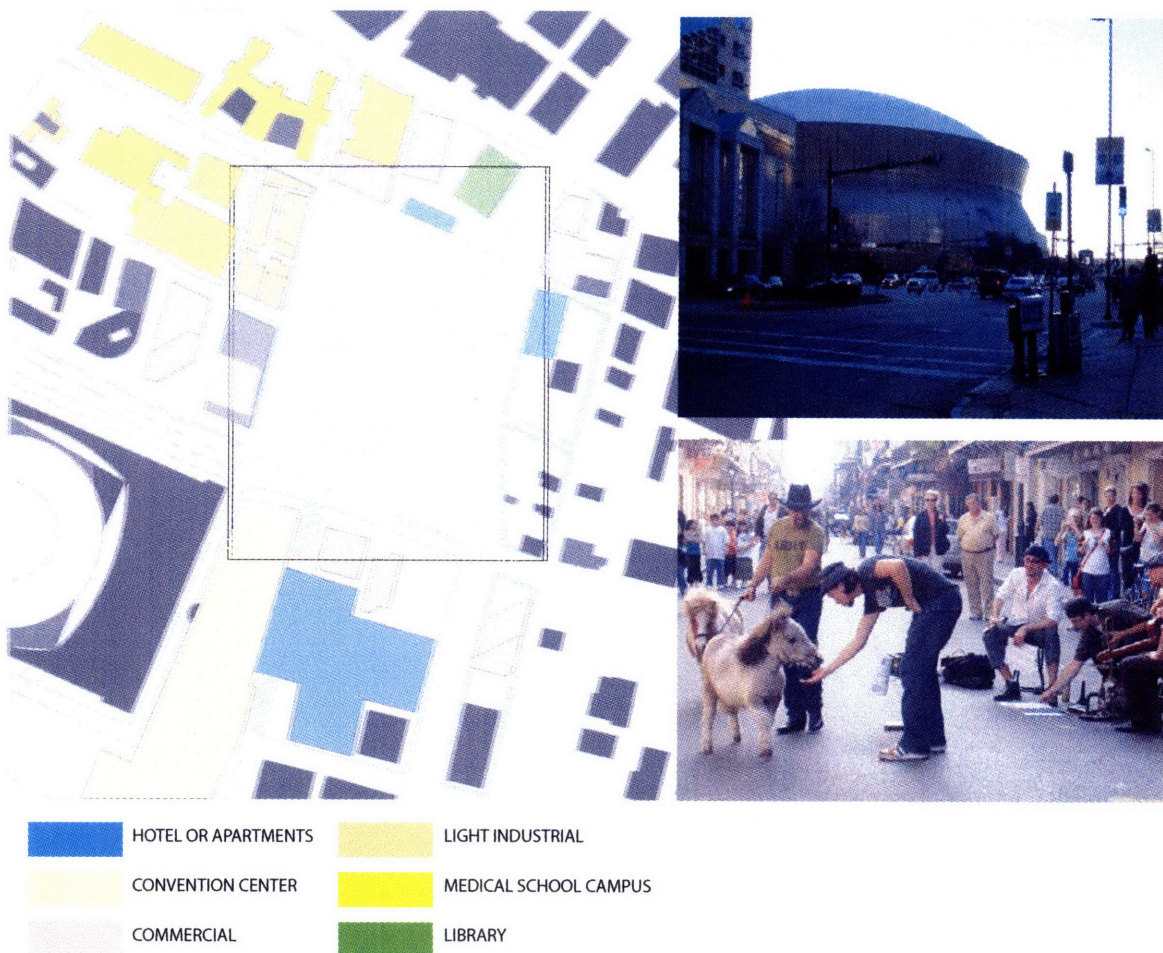 HOTEL OR APARTMENTS
LIGHT INDUSTRIAL
CONVENTION CENTER
MEDICAL SCHOOL CAMPUS
COMMERCIAL
LIBRARY